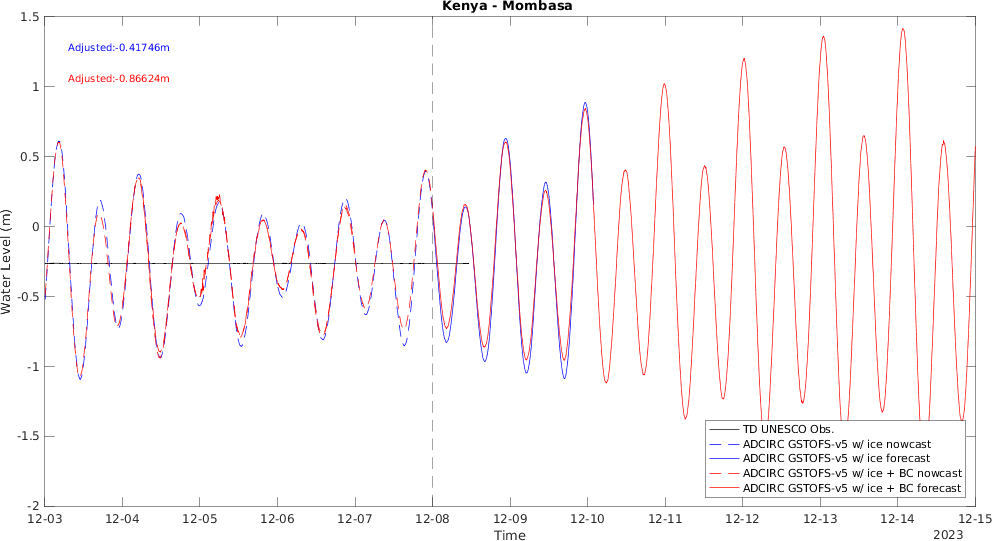 Kenya - Mombasa
1.5
Adjusted:-0.41746m
Adjusted:-0.86624m
1
0.5
0
-0.5
-1
-1.5
-2
Water Level (m)
TD UNESCO Obs.
ADCIRC GSTOFS-v5 w/ ice nowcast
ADCIRC GSTOFS-v5 w/ ice forecast
ADCIRC GSTOFS-v5 w/ ice + BC nowcast
ADCIRC GSTOFS-v5 w/ ice + BC forecast
12-03 12-04 12-05 12-06 12-07 12-08 12-09 12-10 12-11 12-12 12-13 12-14 12-15
Time
2023